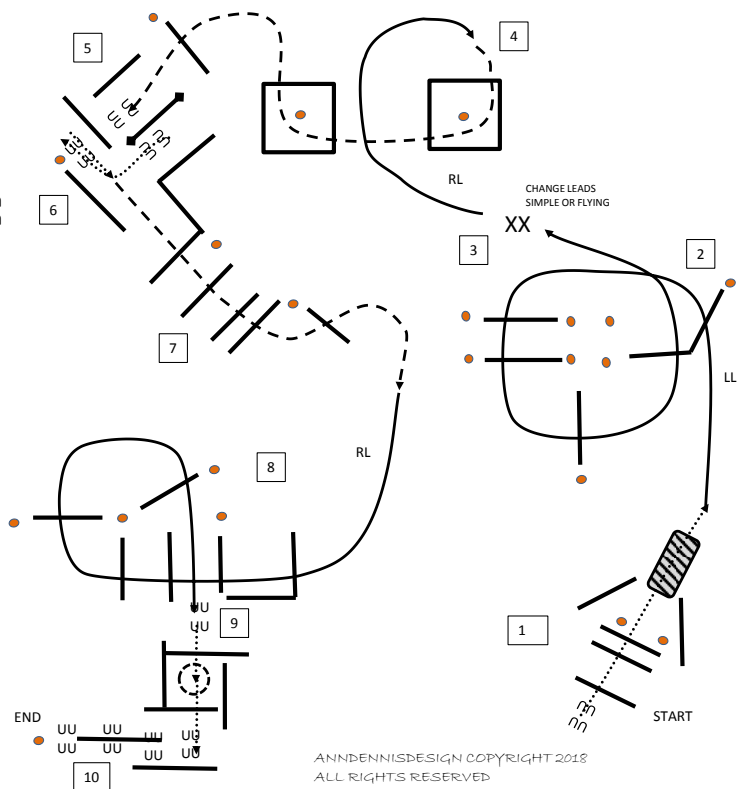 5
4
RL
CHANGE LEADS
SIMPLE OR FLYING
XX
6
3
2
7
LL
RL
8
1
9
START
END
10
ANNDENNISDESIGN COPYRIGHT 2018
ALL RIGHTS RESERVED